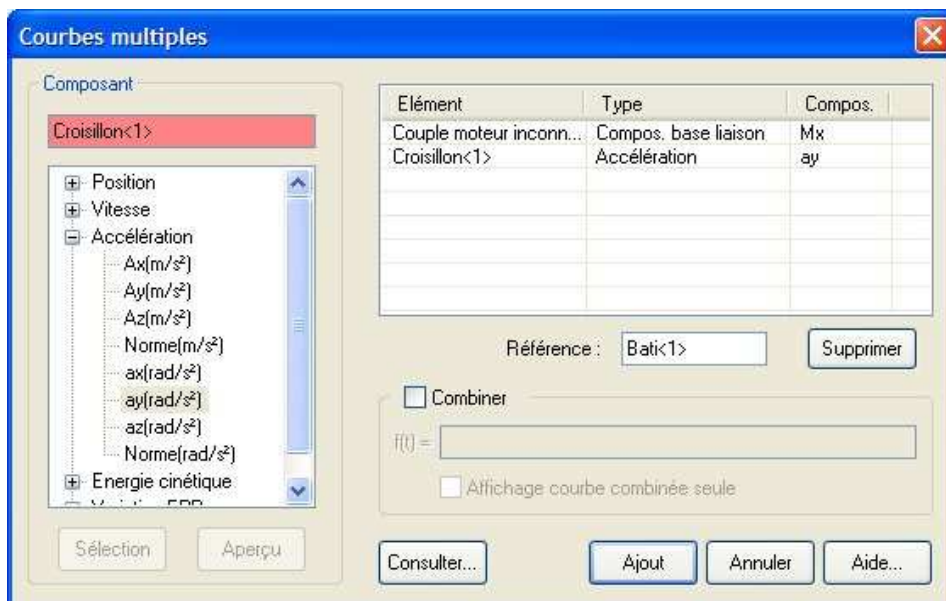 Courbes multiples
Composant
Croisillon<1>
Position
Vitesse
Accélération
Ax(m/s²)
Ay(m/s²)
Az(m/s²)
Norme(m/s²)
ax(rad/s²)
ay(rad/s²)
az(rad/s²)
Norme(rad/s²)
Energie cinétique
Sélection Aperçu
Elément Type Compos.
Couple moteur inconn... Compos. base liaison Mx
Croisillon<1> Accélération ay
Référence : Bati<1> Supprimer
Combiner
f(t) =
Affichage courbe combinée seule
Consulter... Ajout Annuler Aide...